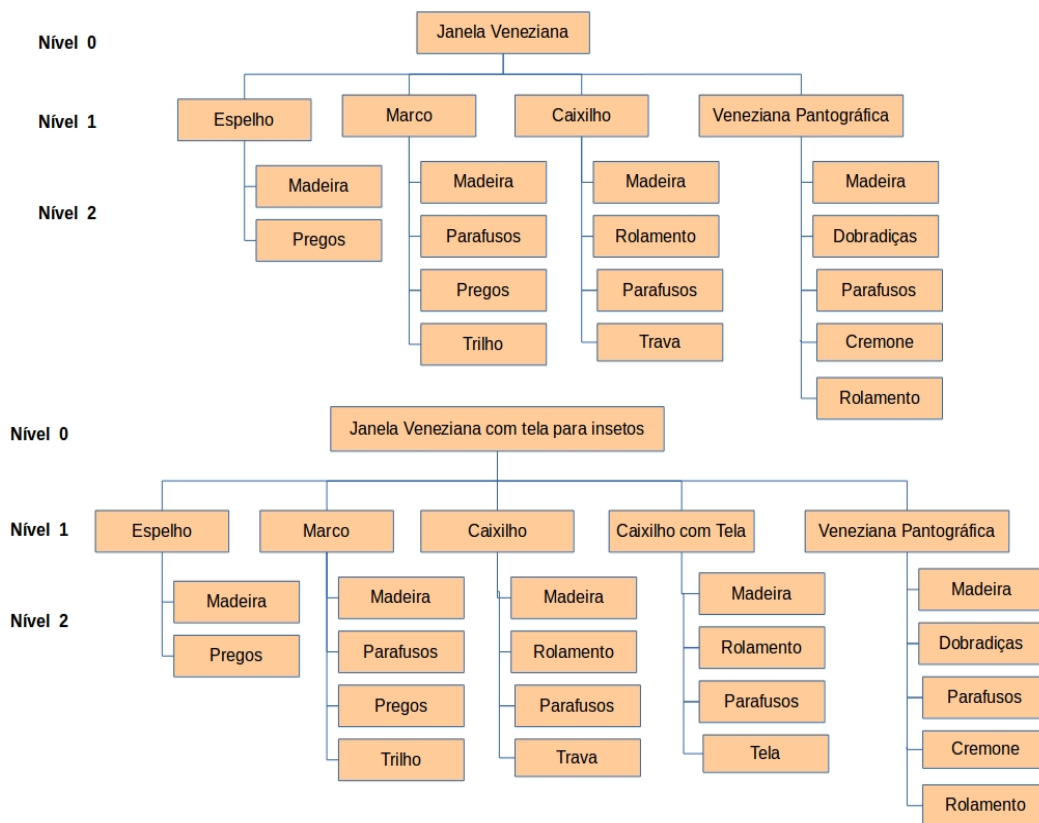 Janela Veneziana
Nível 0
Espelho
Marco
Caixilho
Veneziana Pantográfica
Nível 1
Madeira
Madeira
Madeira
Madeira
Nível 2
Pregos
Parafusos
Rolamento
Dobradiças
Pregos
Parafusos
Parafusos
Trilho
Trava
Cremone
Rolamento
Janela Veneziana com tela para insetos
Nível 0
Espelho
Marco
Caixilho
Caixilho com Tela
Veneziana Pantográfica
Nível 1
Madeira
Madeira
Madeira
Madeira
Madeira
Nível 2
Pregos
Parafusos
Rolamento
Rolamento
Dobradiças
Pregos
Parafusos
Parafusos
Parafusos
Trilho
Trava
Tela
Cremone
Rolamento